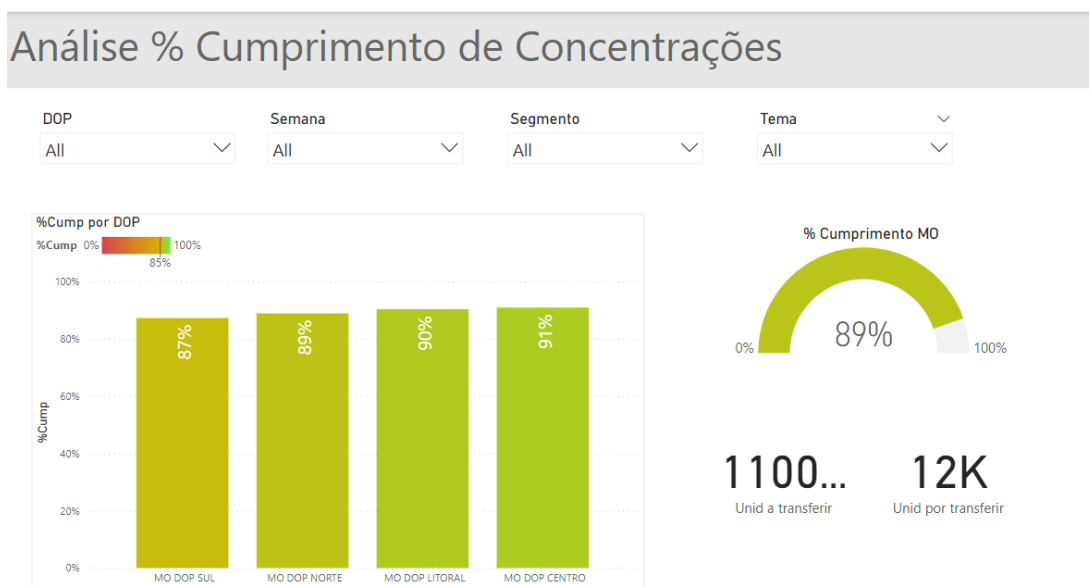 Análise % Cumprimento de Concentrações
DOP
Semana
Segmento
Tema
All
All
All
All
%Cump por DOP
%Cump 0% 100%
85%
100%
80%
60%
40%
20%
0%
%Cump
87%
89%
90%
91%
MO DOP SUL
MO DOP NORTE
MO DOP LITORAL
MO DOP CENTRO
% Cumprimento MO
89%
0%
100%
1100...
Unid a transferir
12K
Unid por transferir